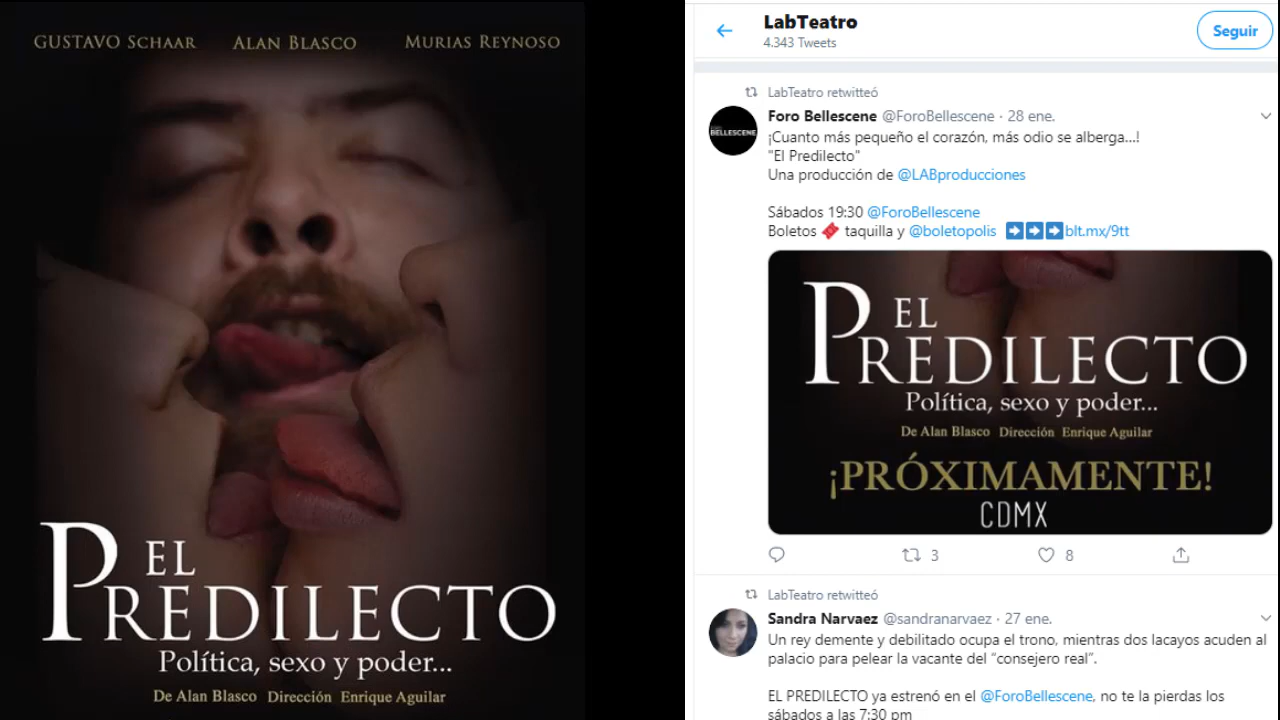 GUSTAVO SCHAAR ALAN BLASCO MURIAS REYNOSO
EL
PREDILECTO
Política, sexo y poder...
De Alan Blasco Dirección Enrique Aguilar
LabTeatro
4.343 Tweets
Seguir
LabTeatro retwitteó
Foro Bellescene @ForoBellescene · 28 ene.
BELLESCENE
¡Cuanto más pequeño el corazón, más odio se alberga...!
"El Predilecto"
Una producción de @LABproducciones
Sábados 19:30 @ForoBellescene
Boletos taquilla y @boletopolis blt.mx/9tt
EL
PREDILECTO
Política, sexo y poder...
De Alan Blasco Dirección Enrique Aguilar
¡PRÓXIMAMENTE!
CDMX
3 8
LabTeatro retwitteó
Sandra Narvaez @sandranarvaez · 27 ene.
Un rey demente y debilitado ocupa el trono, mientras dos lacayos acuden al
palacio para pelear la vacante del “consejero real”.
EL PREDILECTO ya estrenó en el @ForoBellescene, no te la pierdas los
sábados a las 7:30 pm